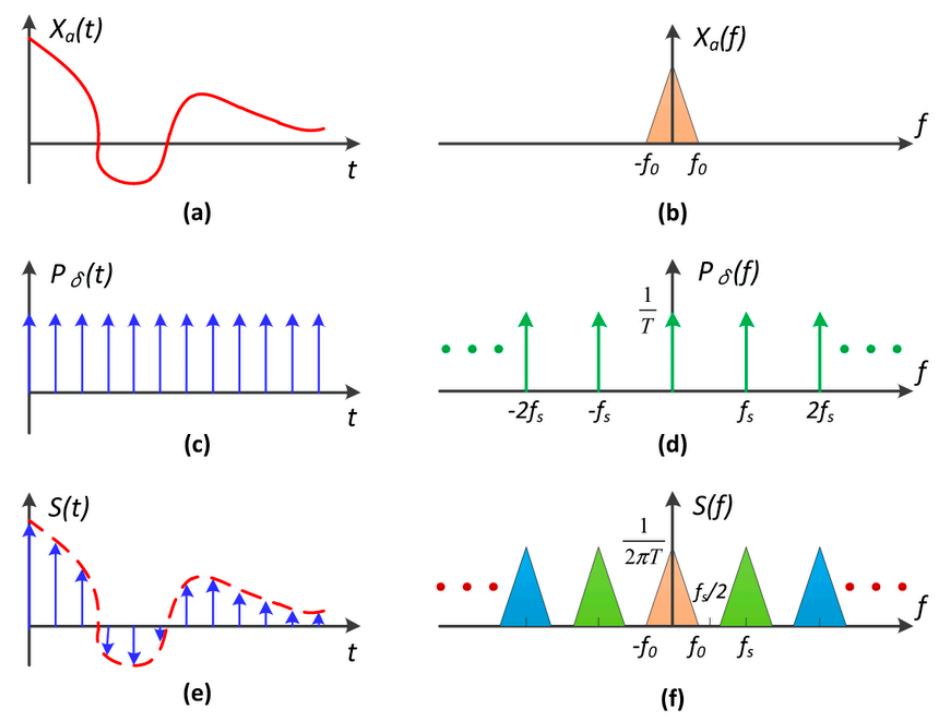 Xa(t)
t
(a)
Xa(f)
f
-f0 f0
(b)
Pδ(t)
t
(c)
Pδ(f)
1/T
f
-2fs -fs fs 2fs
(d)
S(t)
t
(e)
S(f)
1/2πT
fs/2
f
-f0 f0 fs
(f)